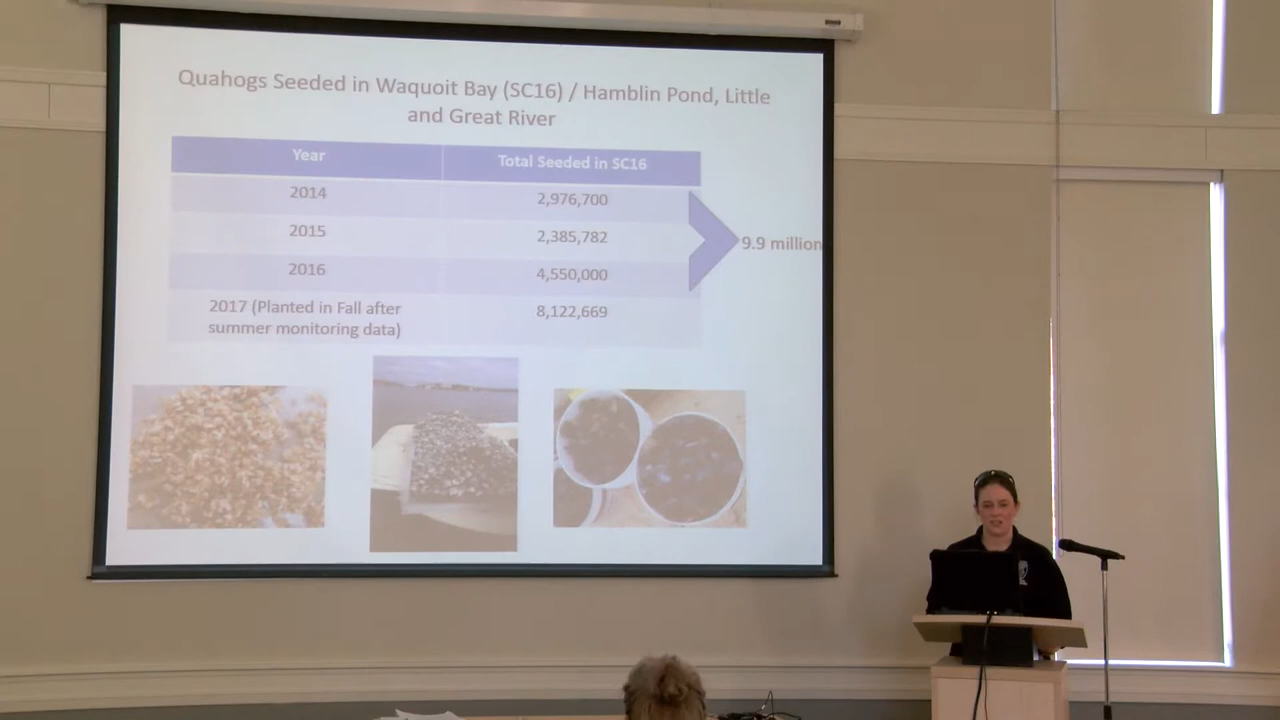 Quahogs Seeded in Waquoit Bay (SC16) / Hamblin Pond, Little
and Great River
Year Total Seeded in SC16
2014 2,976,700
2015 2,385,782
2016 4,550,000
9.9 million
2017 (Planted in Fall after
summer monitoring data) 8,122,669